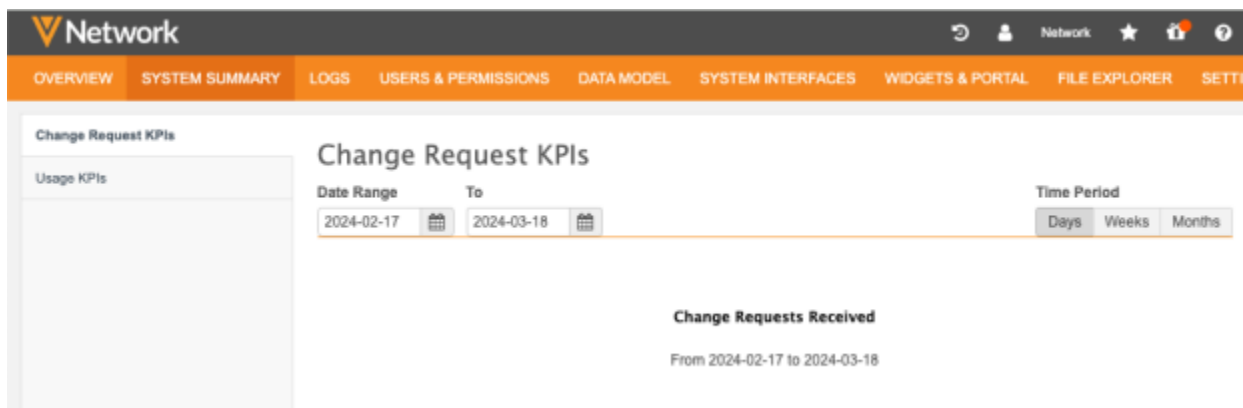 Network
Network
OVERVIEW SYSTEM SUMMARY LOGS USERS & PERMISSIONS DATA MODEL SYSTEM INTERFACES WIDGETS & PORTAL FILE EXPLORER SETTI
Change Request KPIs
Usage KPIs
Change Request KPIs
Date Range To Time Period
2024-02-17 2024-03-18 Days Weeks Months
Change Requests Received
From 2024-02-17 to 2024-03-18